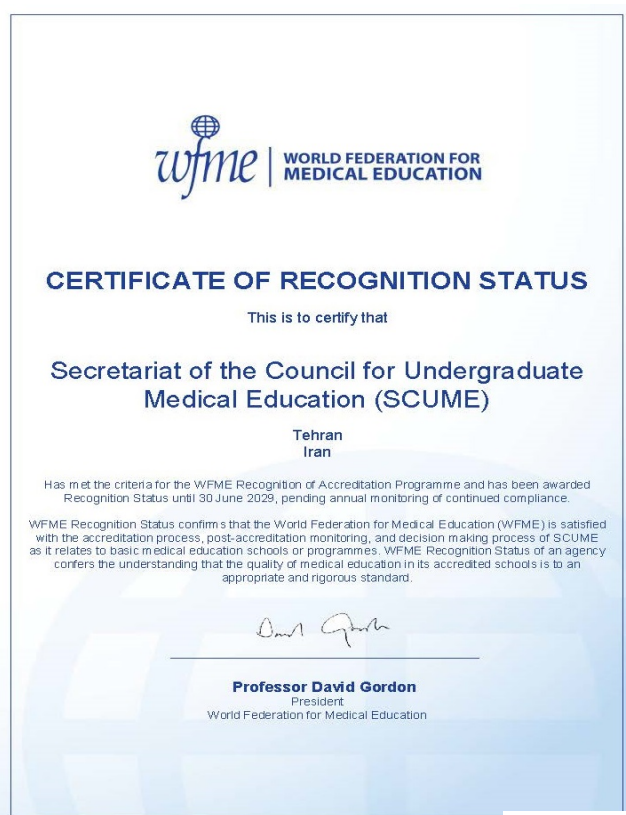 wfme
WORLD FEDERATION FOR
MEDICAL EDUCATION
CERTIFICATE OF RECOGNITION STATUS
This is to certify that
Secretariat of the Council for Undergraduate
Medical Education (SCUME)
Tehran
Iran
Has met the criteria for the WFME Recognition of Accreditation Programme and has been awarded
Recognition Status until 30 June 2029, pending annual monitoring of continued compliance.
WFME Recognition Status confirms that the World Federation for Medical Education (WFME) is satisfied
with the accreditation process, post-accreditation monitoring, and decision making process of SCUME
as it relates to basic medical education schools or programmes. WFME Recognition Status of an agency
confers the understanding that the quality of medical education in its accredited schools is to an
appropriate and rigorous standard.
Professor David Gordon
President
World Federation for Medical Education